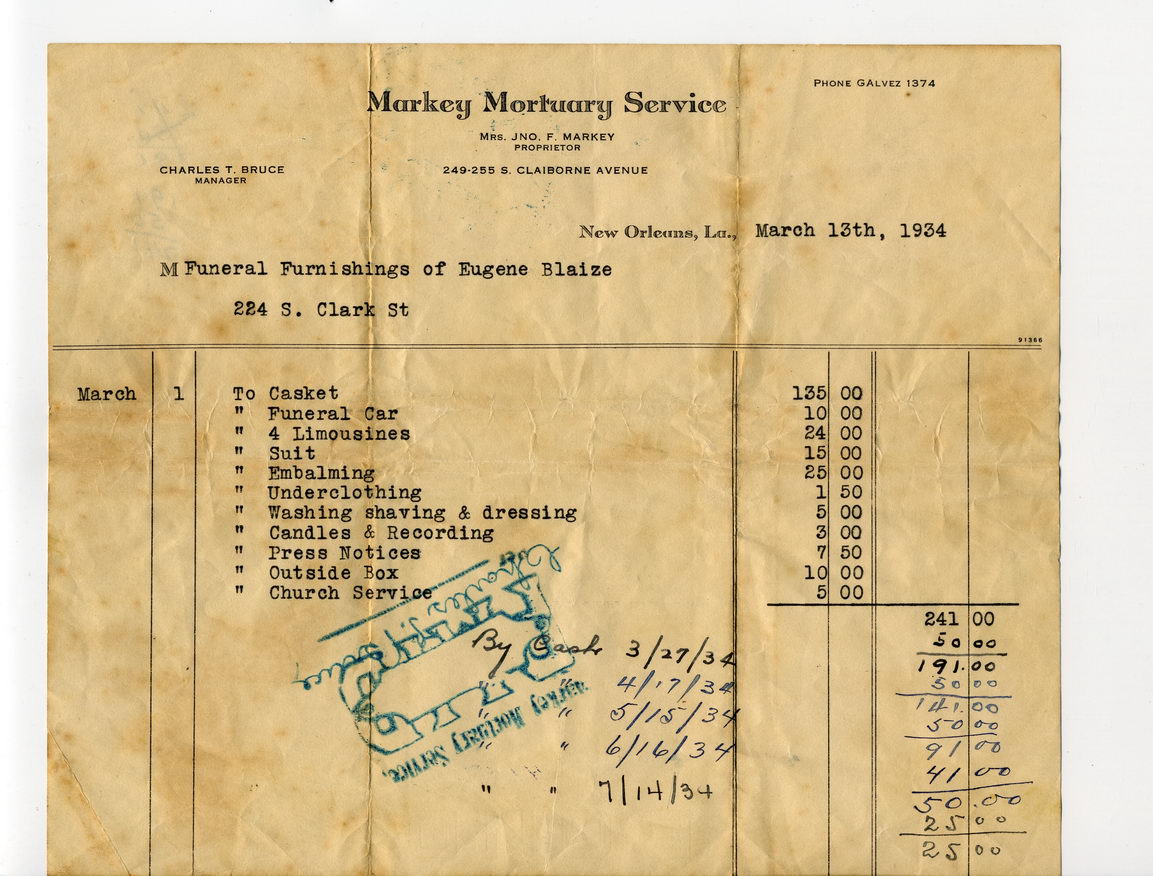 PHONE GALVEZ 1374
Markey Mortuary Service
MRS. JNO. F. MARKEY
PROPRIETOR
CHARLES T. BRUCE
MANAGER
249-255 S. CLAIBORNE AVENUE
New Orleans, La., March 13th, 1934
M Funeral Furnishings of Eugene Blaize
224 S. Clark St
91366
March 1 To Casket 135 00
" Funeral Car 10 00
" 4 Limousines 24 00
" Suit 15 00
" Embalming 25 00
" Underclothing 1 50
" Washing shaving & dressing 5 00
" Candles & Recording 3 00
" Press Notices 7 50
" Outside Box 10 00
" Church Service 5 00
241 00
By Cash 3/27/34 50 00
191.00
" " 4/17/34 50 00
141.00
" " 5/15/34 50 00
" " 6/16/34 91 00
41 00
" " 7/14/34 50.00
25 00
25 00
PAID
Markey Mortuary Service.